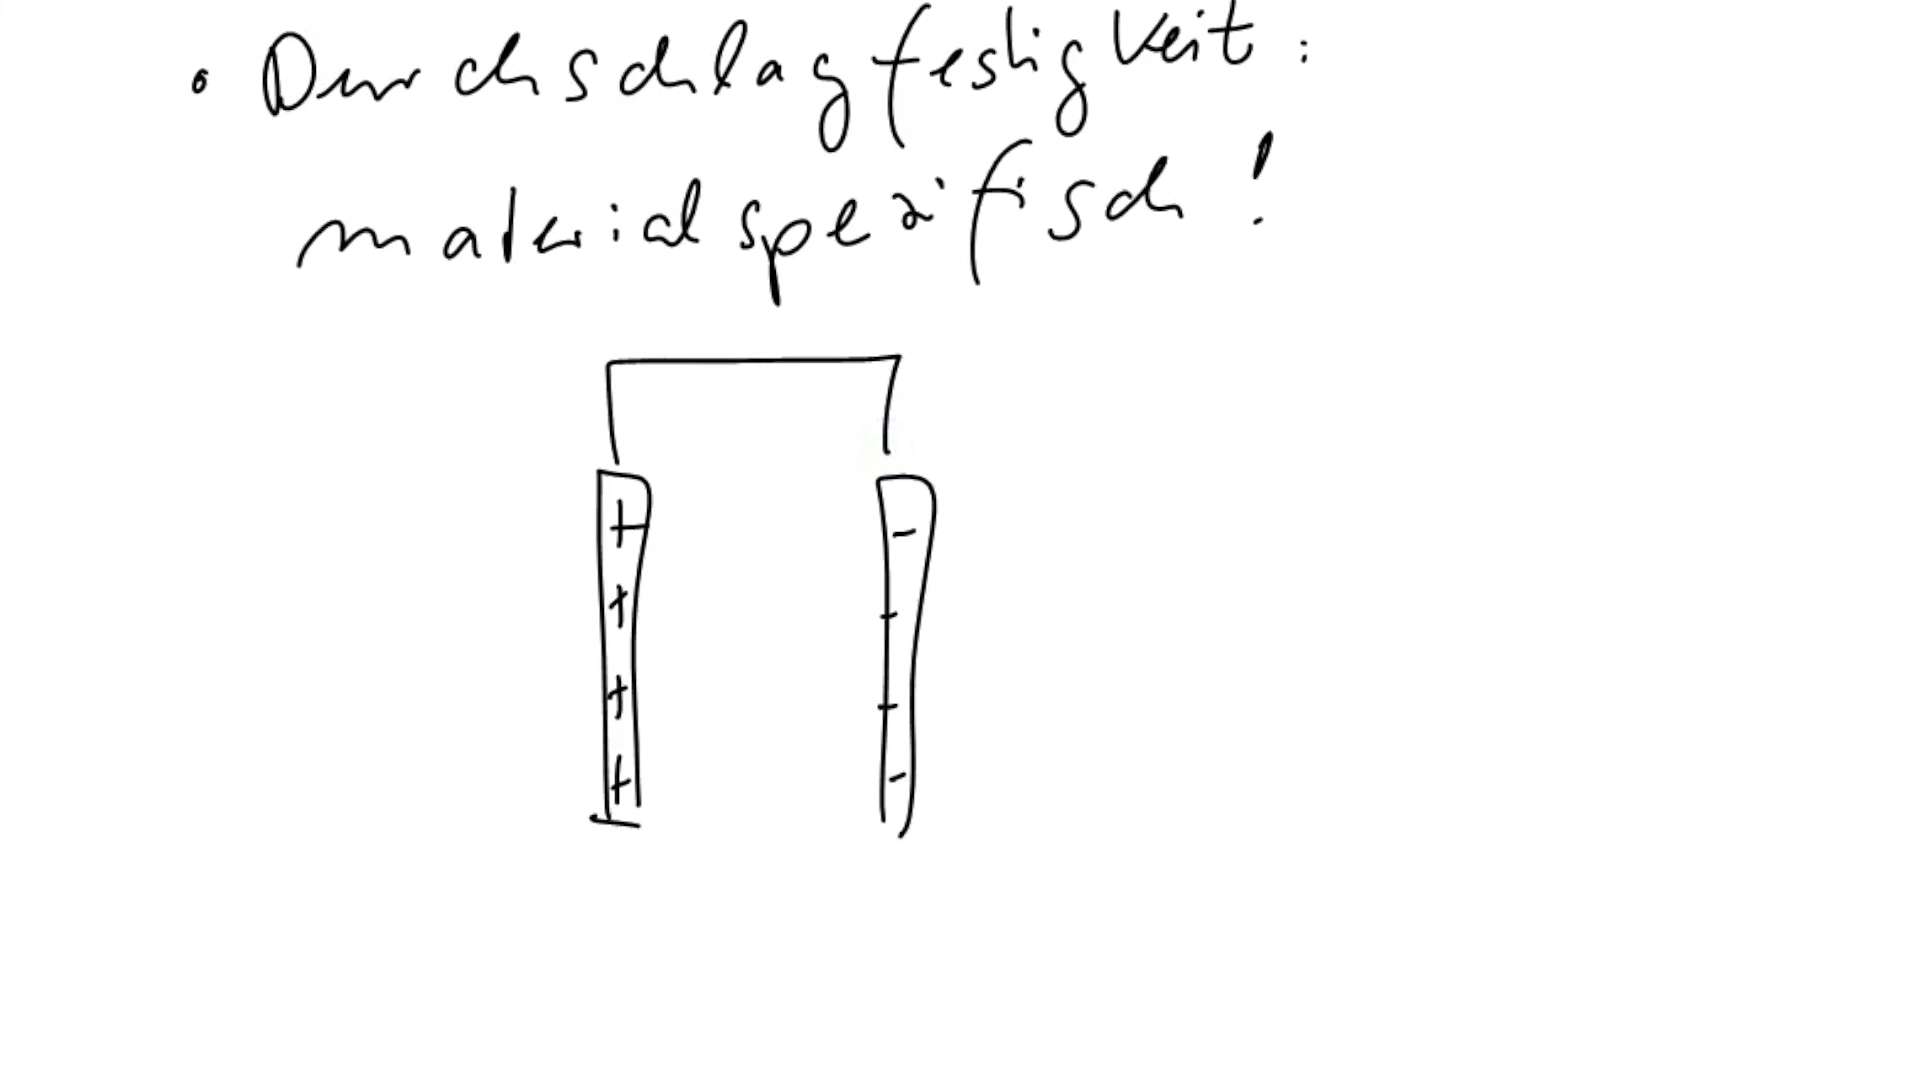 • Durchschlagfestigkeit:
materialspezifisch!
+ -
+ -
+ -
+ -